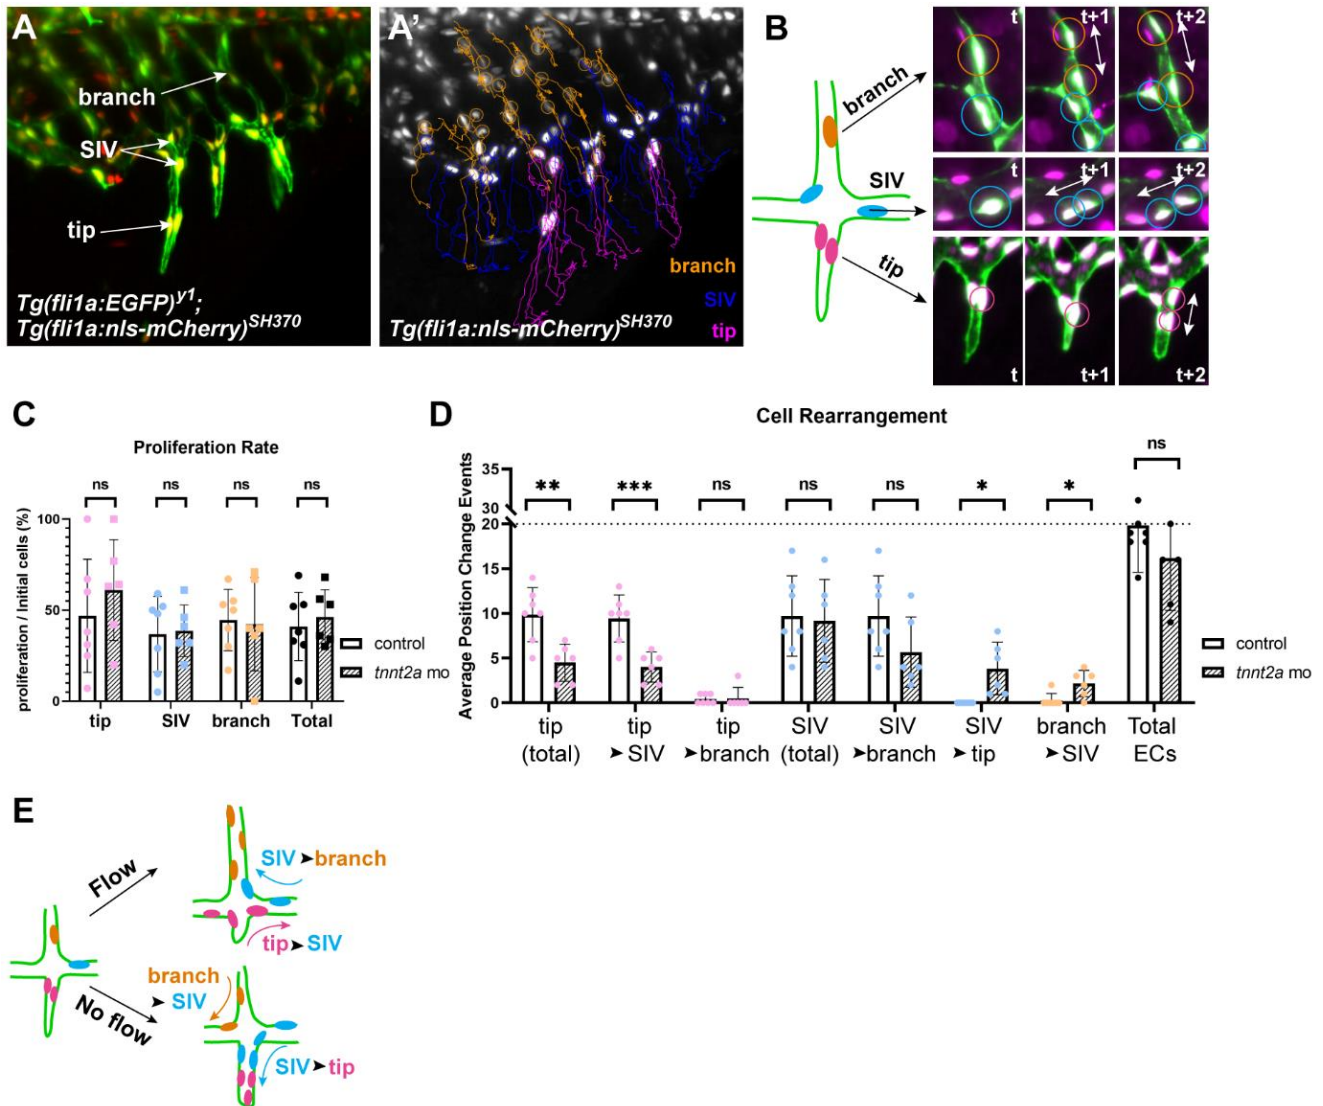 A
branch
SIV
tip
Tg(fli1a:EGFP)y1;
Tg(fli1a:nls-mCherry)SH370
A'
branch
SIV
tip
Tg(fli1a:nls-mCherry)SH370
B
branch
SIV
tip
t
t+1
t+2
t
t+1
t+2
t
t+1
t+2
C
Proliferation Rate
ns
ns
ns
ns
proliferation / Initial cells (%)
100
50
0
tip
SIV
branch
Total
control
tnnt2a mo
D
Cell Rearrangement
Average Position Change Events
35
30
20
15
10
5
0
**
***
ns
ns
ns
*
*
ns
tip
(total)
tip
➤ SIV
tip
➤branch
SIV
(total)
SIV
➤branch
SIV
➤ tip
branch
➤ SIV
Total
ECs
control
tnnt2a mo
E
Flow
SIV➤branch
tip➤SIV
No flow
branch
➤ SIV
SIV➤tip